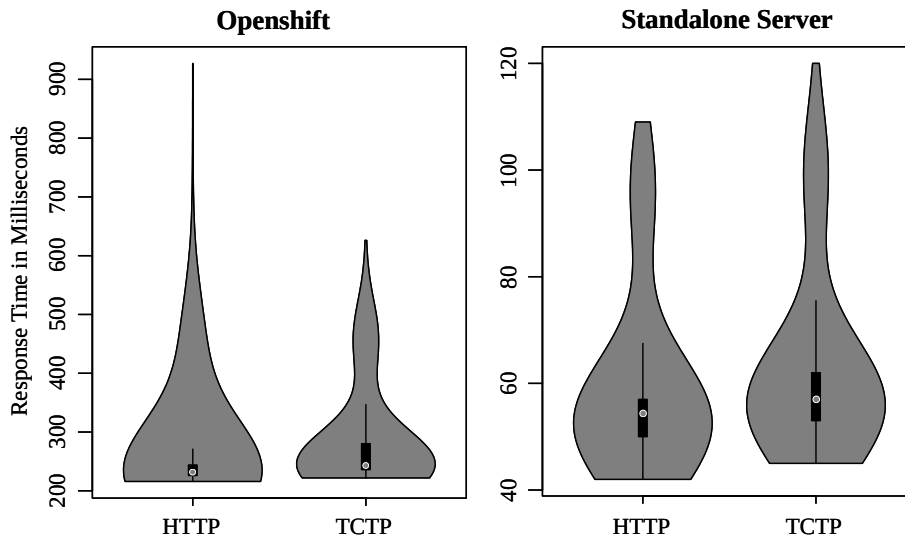 Openshift
Standalone Server
Response Time in Milliseconds
900
800
700
600
500
400
300
200
HTTP
TCTP
120
100
80
60
40
HTTP
TCTP